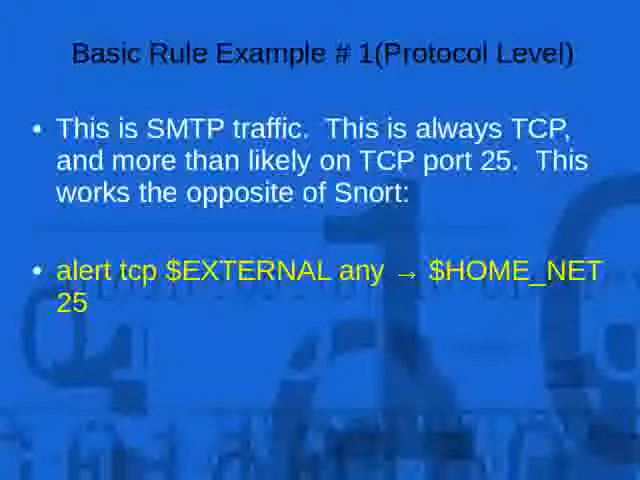 Basic Rule Example # 1(Protocol Level)
• This is SMTP traffic.  This is always TCP,
and more than likely on TCP port 25.  This
works the opposite of Snort:
• alert tcp $EXTERNAL any → $HOME_NET
25